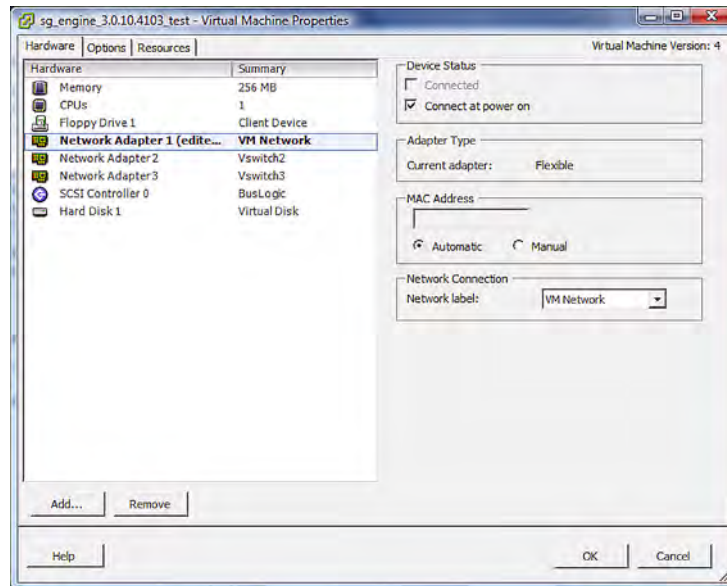 sg_engine_3.0.10.4103_test - Virtual Machine Properties
Hardware Options Resources Virtual Machine Version: 4
Hardware Summary
Memory 256 MB
CPUs 1
Floppy Drive 1 Client Device
Network Adapter 1 (edite... VM Network
Network Adapter 2 Vswitch2
Network Adapter 3 Vswitch3
SCSI Controller 0 BusLogic
Hard Disk 1 Virtual Disk
Device Status
Connected
Connect at power on
Adapter Type
Current adapter: Flexible
MAC Address
Automatic Manual
Network Connection
Network label: VM Network
Add... Remove
Help OK Cancel